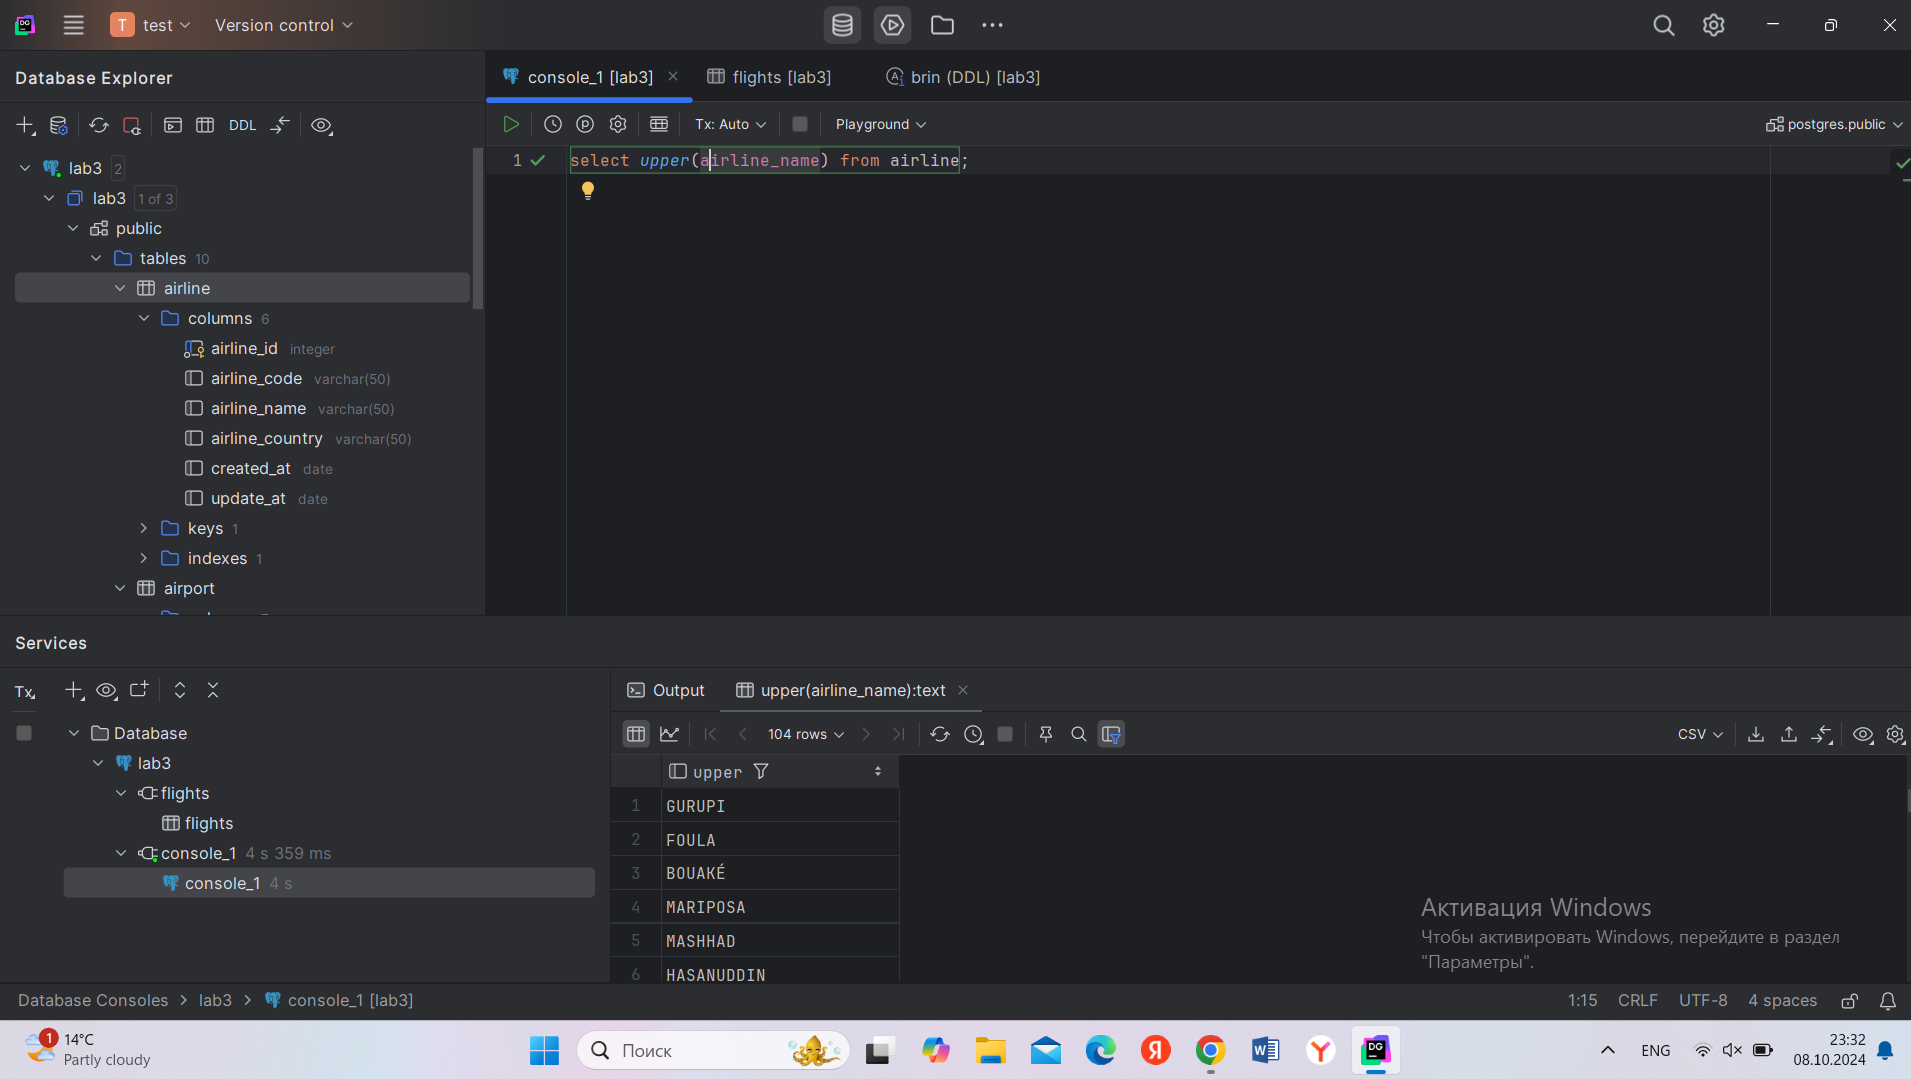 T test Version control
Database Explorer
console_1 [lab3]
flights [lab3]
brin (DDL) [lab3]
DDL
Tx: Auto
Playground
postgres.public
lab3 2
lab3 1 of 3
public
tables 10
airline
columns 6
airline_id integer
airline_code varchar(50)
airline_name varchar(50)
airline_country varchar(50)
created_at date
update_at date
keys 1
indexes 1
airport
1 select upper(airline_name) from airline;
Services
Tx
Database
lab3
flights
flights
console_1 4 s 359 ms
console_1 4 s
Output
upper(airline_name):text
104 rows
CSV
upper
1 GURUPI
2 FOULA
3 BOUAKÉ
4 MARIPOSA
5 MASHHAD
6 HASANUDDIN
Активация Windows
Чтобы активировать Windows, перейдите в раздел
"Параметры".
Database Consoles > lab3 > console_1 [lab3]
1:15 CRLF UTF-8 4 spaces
1
14°C
Partly cloudy
Поиск
ENG
23:32
08.10.2024